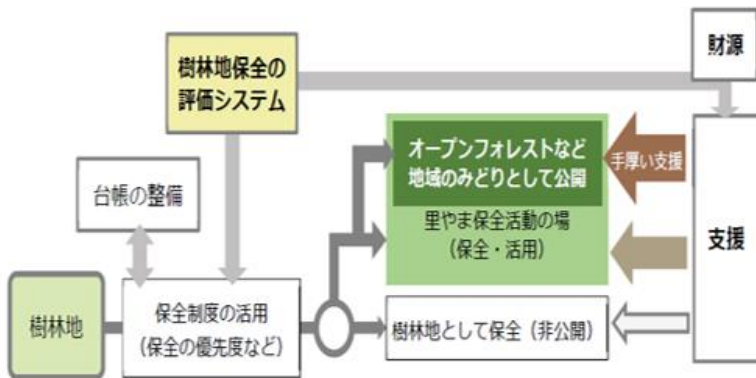 財源
樹林地保全の
評価システム
オープンフォレストなど
地域のみどりとして公開
手厚い支援
台帳の整備
里やま保全活動の場
（保全・活用）
支援
樹林地
保全制度の活用
（保全の優先度など）
樹林地として保全（非公開）